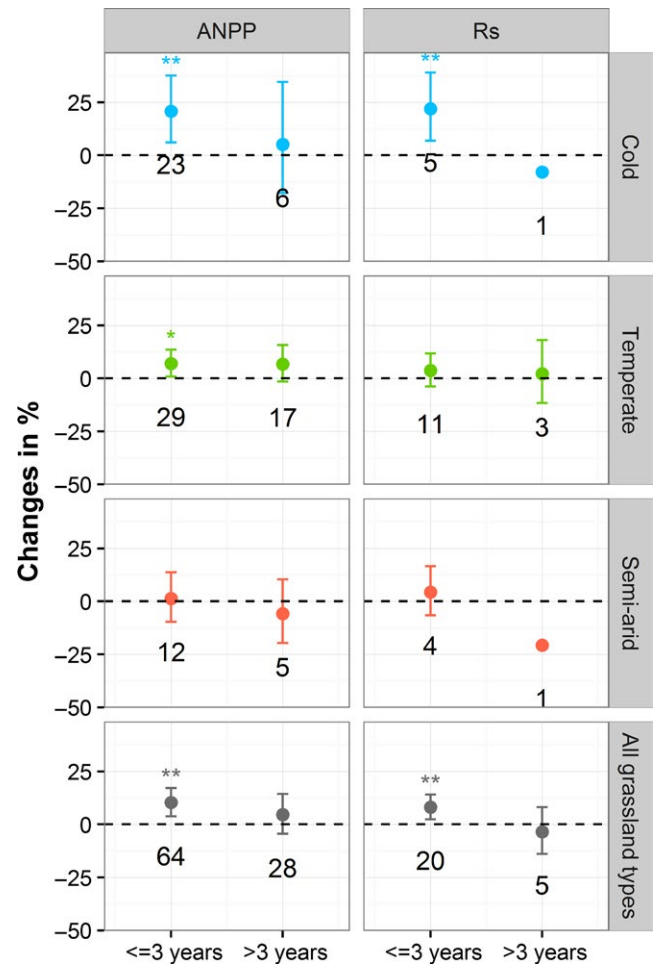 ANPP Rs
** **
25
0
23 5
6
−25
1
−50
Cold
*
25
0
29 17 11 3
−25
−50
Temperate
25
0
12 4
−25
5
1
−50
Semi-arid
** **
25
0
64 28 20
−25
5
−50
All grassland types
Changes in %
<=3 years >3 years <=3 years >3 years